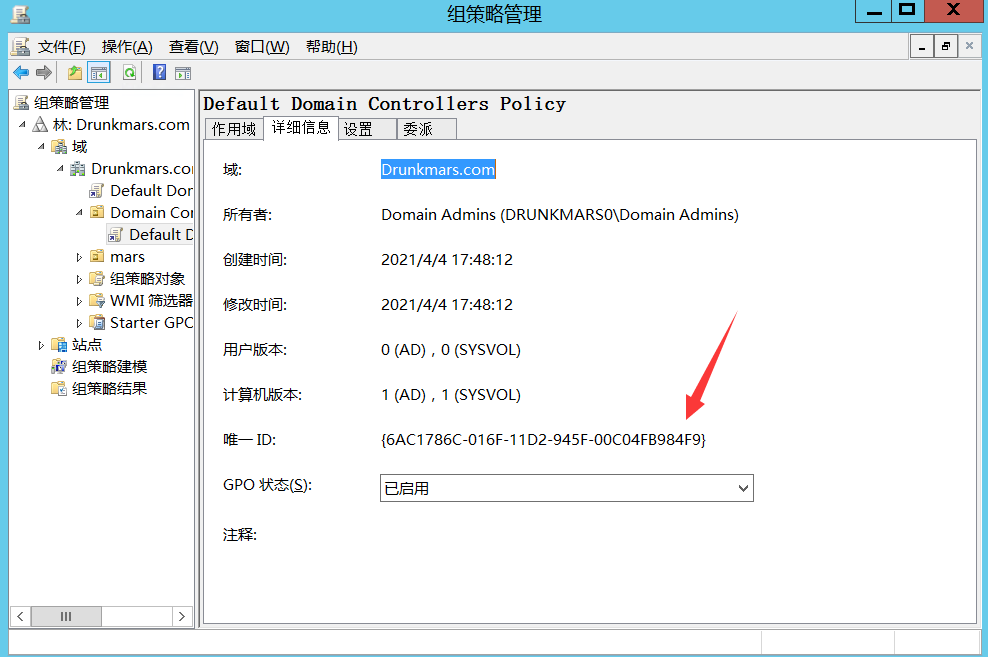 组策略管理
文件(F) 操作(A) 查看(V) 窗口(W) 帮助(H)
组策略管理
林: Drunkmars.com
域
Drunkmars.co
Default Dor
Domain Cor
Default D
mars
组策略对象
WMI 筛选器
Starter GPC
站点
组策略建模
组策略结果
Default Domain Controllers Policy
作用域 详细信息 设置 委派
域: Drunkmars.com
所有者: Domain Admins (DRUNKMARS0\Domain Admins)
创建时间: 2021/4/4 17:48:12
修改时间: 2021/4/4 17:48:12
用户版本: 0 (AD)，0 (SYSVOL)
计算机版本: 1 (AD)，1 (SYSVOL)
唯一 ID: {6AC1786C-016F-11D2-945F-00C04FB984F9}
GPO 状态(S): 已启用
注释: